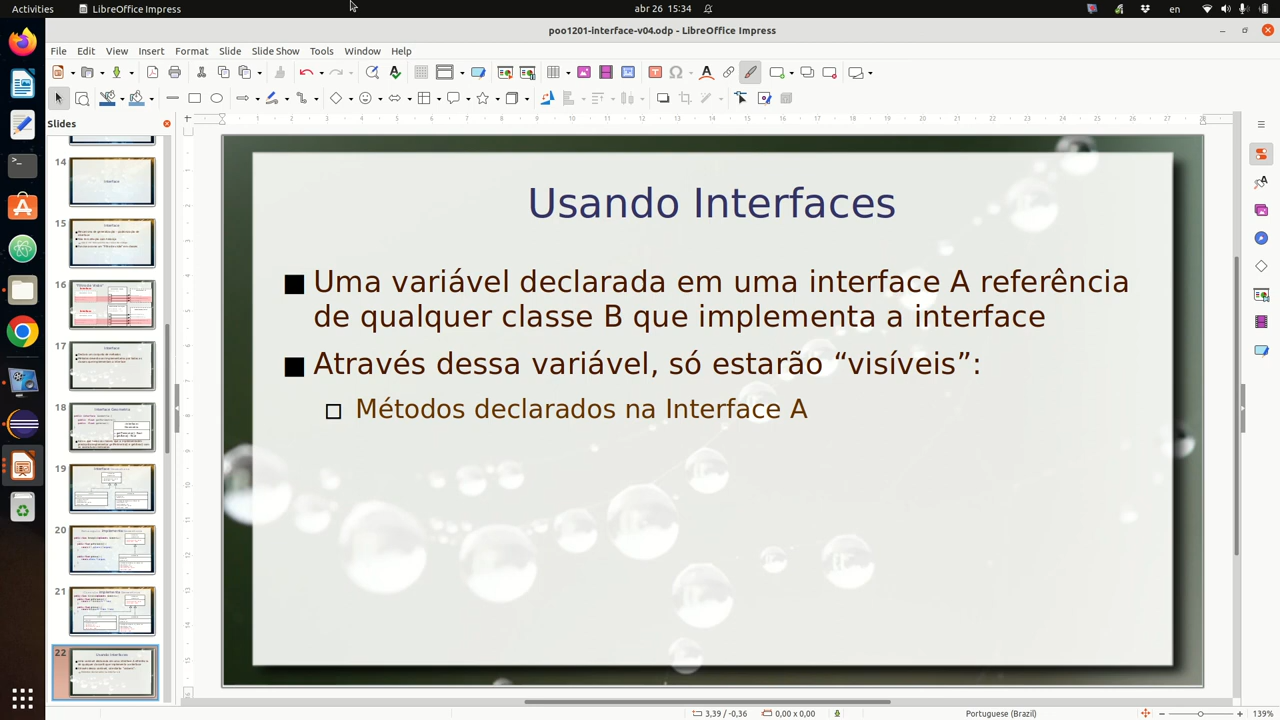 Activities
LibreOffice Impress
abr 26 15:34
en
poo1201-interface-v04.odp - LibreOffice Impress
File Edit View Insert Format Slide Slide Show Tools Window Help
Slides
14
15
16
17
18
19
20
21
22
Usando Interfaces
Uma variável declarada em uma interface A referência
de qualquer classe B que implementa a interface
Através dessa variável, só estarão “visíveis”:
Métodos declarados na Interface A
3,39 / -0,36
0,00 x 0,00
Portuguese (Brazil)
139%